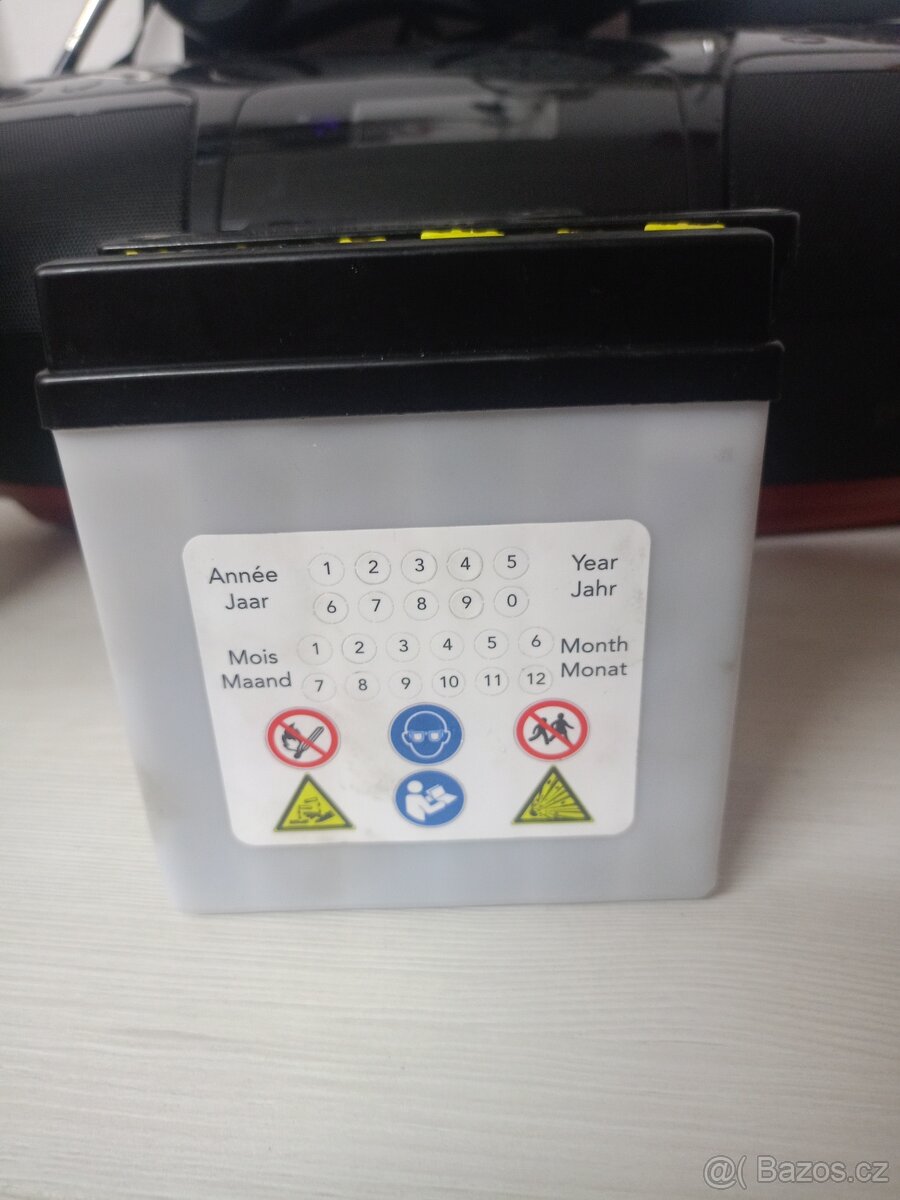 Année 1 2 3 4 5 Year
Jaar 6 7 8 9 0 Jahr
Mois 1 2 3 4 5 6 Month
Maand 7 8 9 10 11 12 Monat
@( Bazos.cz